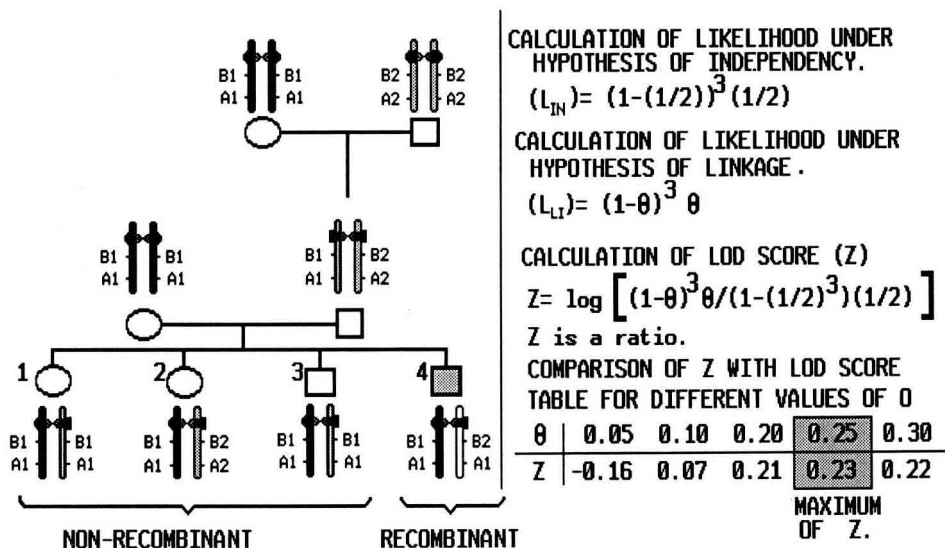 B1 B1 B2 B2
A1 A1 A2 A2
B1 B1 B1 B2
A1 A1 A1 A2
1 2 3 4
B1 B1 B1 B2 B1 B1 B1 B2
A1 A1 A1 A2 A1 A1 A1 A1
NON-RECOMBINANT RECOMBINANT
CALCULATION OF LIKELIHOOD UNDER
HYPOTHESIS OF INDEPENDENCY.
(L_IN)= (1-(1/2))^3 (1/2)
CALCULATION OF LIKELIHOOD UNDER
HYPOTHESIS OF LINKAGE.
(L_LI)= (1-θ)^3 θ
CALCULATION OF LOD SCORE (Z)
Z= log [(1-θ)^3 θ/(1-(1/2)^3)(1/2)]
Z is a ratio.
COMPARISON OF Z WITH LOD SCORE
TABLE FOR DIFFERENT VALUES OF O
θ 0.05 0.10 0.20 0.25 0.30
Z -0.16 0.07 0.21 0.23 0.22
MAXIMUM
OF Z.